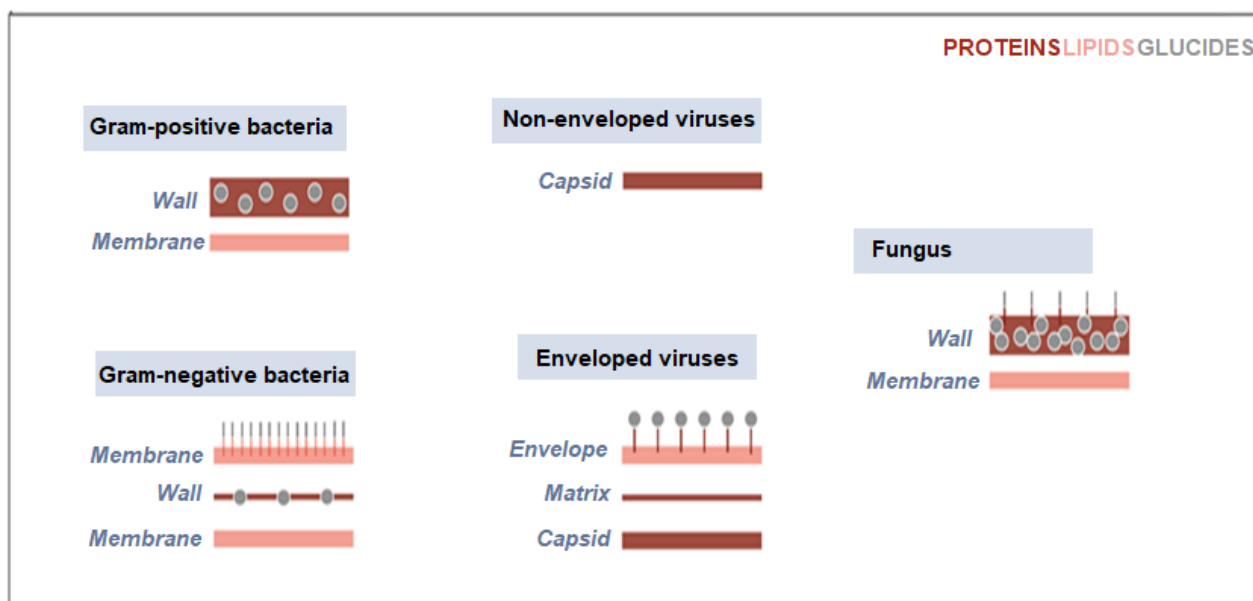 PROTEINSLIPIDSGLUCIDES
Gram-positive bacteria
Wall
Membrane
Non-enveloped viruses
Capsid
Fungus
Wall
Membrane
Gram-negative bacteria
Membrane
Wall
Membrane
Enveloped viruses
Envelope
Matrix
Capsid